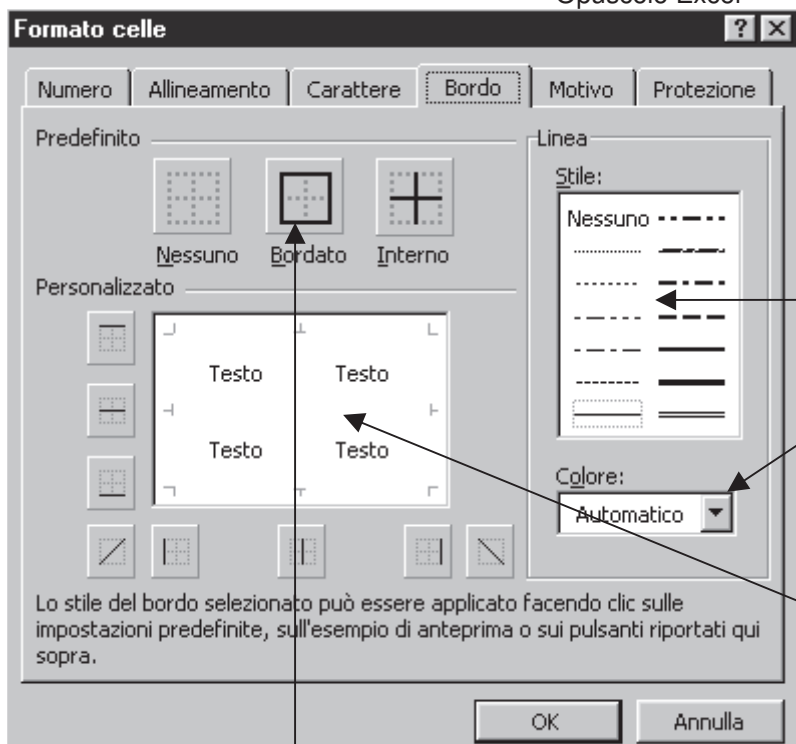 Opuscolo Excel
Formato celle
Numero Allineamento Carattere Bordo Motivo Protezione
Predefinito
Nessuno Bordato Interno
Personalizzato
Testo Testo
Testo Testo
Linea
Stile:
Nessuno
Colore:
Automatico
Lo stile del bordo selezionato può essere applicato facendo clic sulle
impostazioni predefinite, sull'esempio di anteprima o sui pulsanti riportati qui
sopra.
OK Annulla